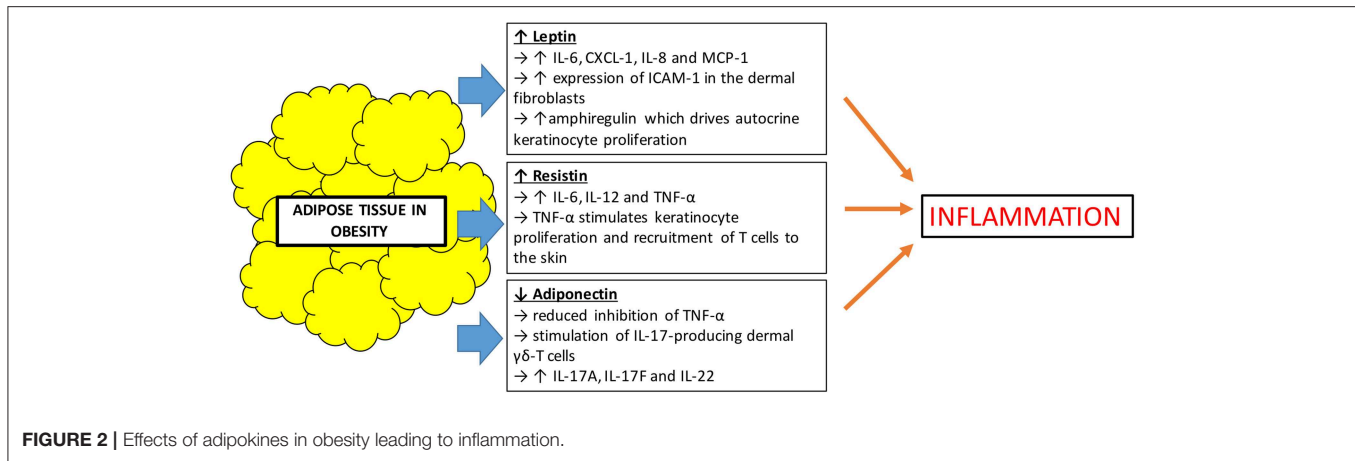 ↑ Leptin
→ ↑ IL-6, CXCL-1, IL-8 and MCP-1
→ ↑ expression of ICAM-1 in the dermal
fibroblasts
→ ↑amphiregulin which drives autocrine
keratinocyte proliferation
ADIPOSE TISSUE IN
OBESITY
↑ Resistin
→ ↑ IL-6, IL-12 and TNF-α
→ TNF-α stimulates keratinocyte
proliferation and recruitment of T cells to
the skin
INFLAMMATION
↓ Adiponectin
→ reduced inhibition of TNF-α
→ stimulation of IL-17-producing dermal
γδ-T cells
→ ↑ IL-17A, IL-17F and IL-22
FIGURE 2 | Effects of adipokines in obesity leading to inflammation.